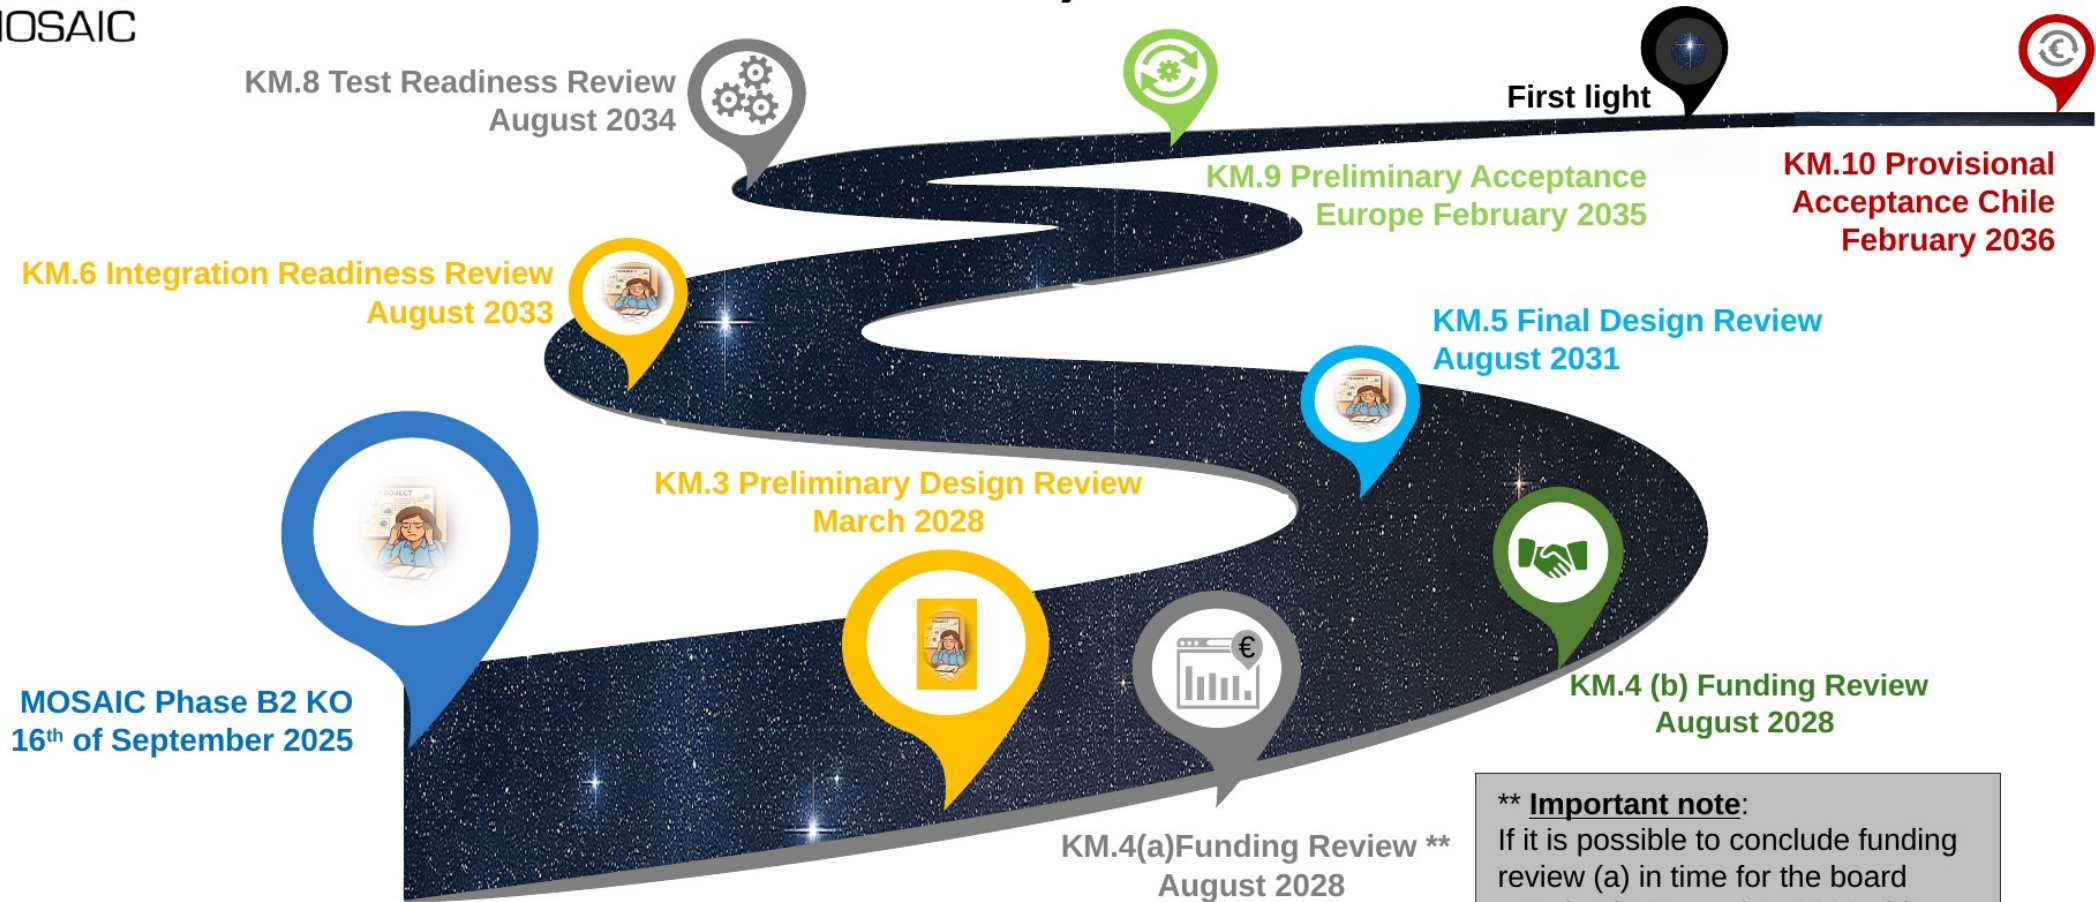 MOSAIC
KM.8 Test Readiness Review
August 2034
First light
KM.9 Preliminary Acceptance
Europe February 2035
KM.10 Provisional
Acceptance Chile
February 2036
KM.6 Integration Readiness Review
August 2033
KM.5 Final Design Review
August 2031
KM.3 Preliminary Design Review
March 2028
PROJECT
€
MOSAIC Phase B2 KO
16th of September 2025
KM.4 (b) Funding Review
August 2028
KM.4(a)Funding Review **
August 2028
** Important note:
If it is possible to conclude funding
review (a) in time for the board